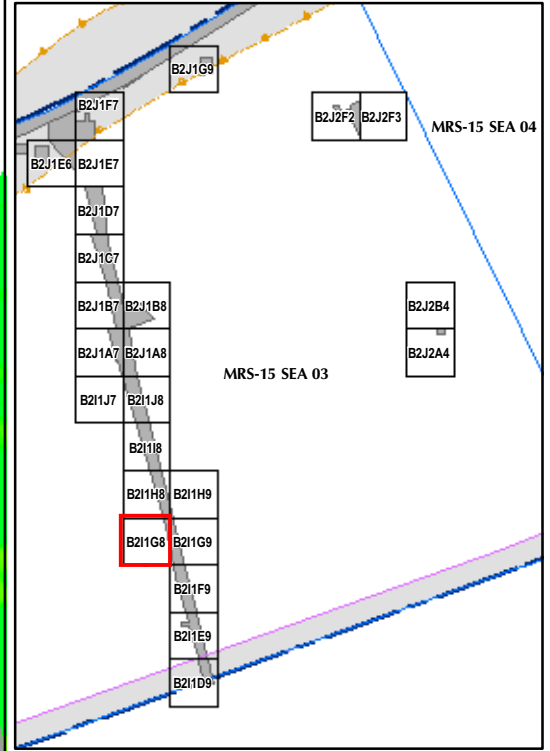 B2J1G9
B2J1F7
B2J2F2 B2J2F3
MRS-15 SEA 04
B2J1E6 B2J1E7
B2J1D7
B2J1C7
B2J1B7 B2J1B8
B2J2B4
B2J1A7 B2J1A8
B2J2A4
MRS-15 SEA 03
B2I1J7 B2I1J8
B2I1I8
B2I1H8 B2I1H9
B2I1G8 B2I1G9
B2I1F9
B2I1E9
B2I1D9